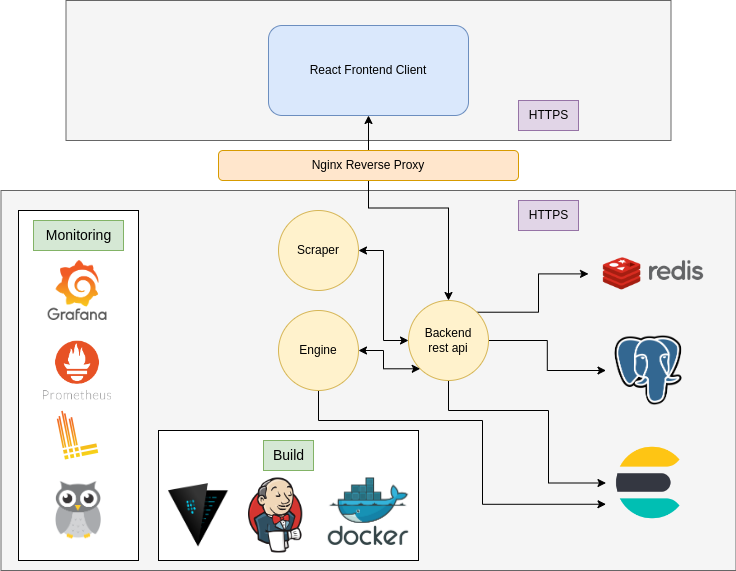 React Frontend Client
HTTPS
Nginx Reverse Proxy
HTTPS
Monitoring
Grafana
Prometheus
Scraper
Engine
Backend
rest api
redis
Build
docker